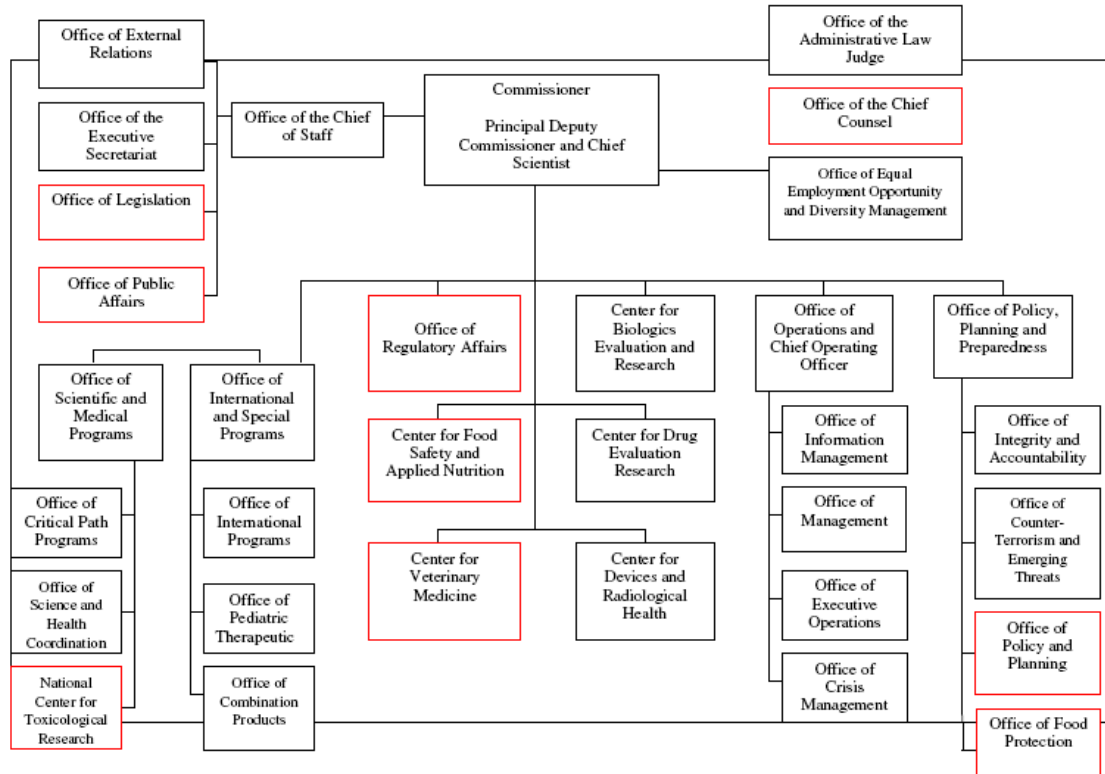 Office of External
Relations
Office of the
Administrative Law
Judge
Commissioner
Principal Deputy
Commissioner and Chief
Scientist
Office of the Chief
Counsel
Office of the
Executive
Secretariat
Office of the Chief
of Staff
Office of Equal
Employment Opportunity
and Diversity Management
Office of Legislation
Office of Public
Affairs
Office of
Regulatory Affairs
Center for
Biologics
Evaluation and
Research
Office of
Operations and
Chief Operating
Officer
Office of Policy,
Planning and
Preparedness
Office of
Scientific and
Medical
Programs
Office of
International
and Special
Programs
Center for Food
Safety and
Applied Nutrition
Center for Drug
Evaluation
Research
Office of
Information
Management
Office of
Integrity and
Accountability
Office of
Critical Path
Programs
Office of
International
Programs
Office of
Management
Office of
Counter-
Terrorism and
Emerging
Threats
Center for
Veterinary
Medicine
Center for
Devices and
Radiological
Health
Office of
Science and
Health
Coordination
Office of
Pediatric
Therapeutic
Office of
Executive
Operations
Office of
Policy and
Planning
National
Center for
Toxicological
Research
Office of
Combination
Products
Office of
Crisis
Management
Office of Food
Protection